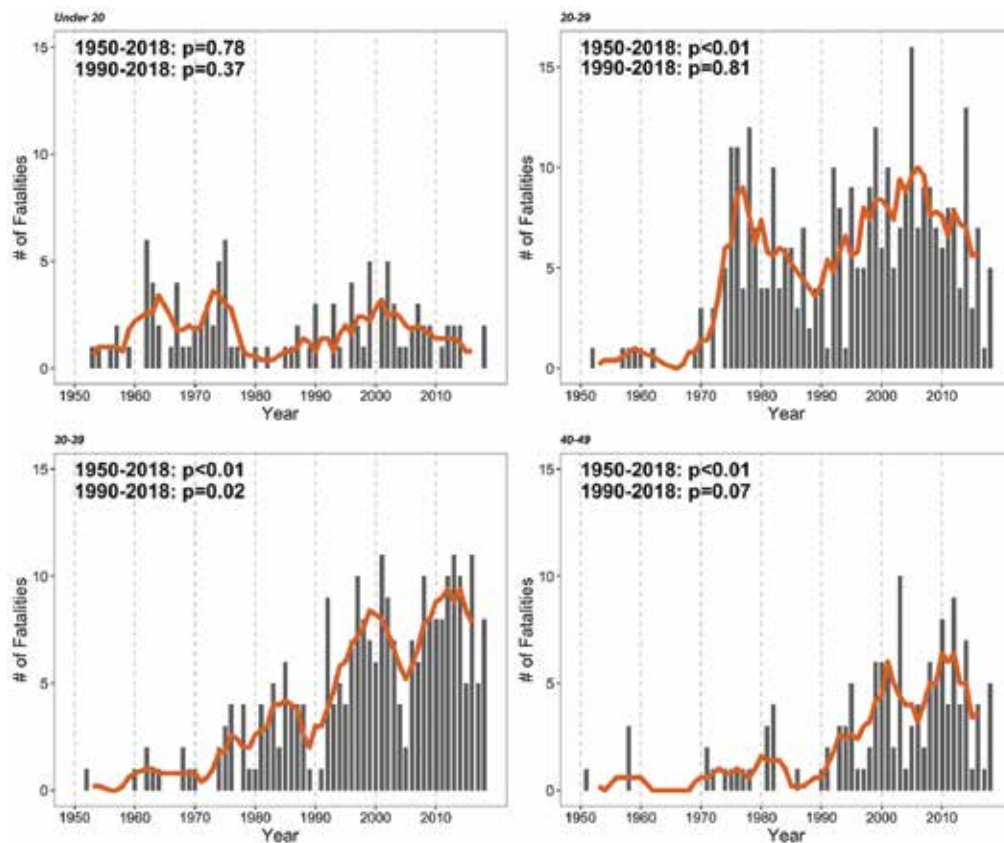 Under 20
1950-2018: p=0.78
1990-2018: p=0.37
15
10
5
0
# of Fatalities
1950 1960 1970 1980 1990 2000 2010
Year
20-29
1950-2018: p<0.01
1990-2018: p=0.81
15
10
5
0
# of Fatalities
1950 1960 1970 1980 1990 2000 2010
Year
30-39
1950-2018: p<0.01
1990-2018: p=0.02
15
10
5
0
# of Fatalities
1950 1960 1970 1980 1990 2000 2010
Year
40-49
1950-2018: p<0.01
1990-2018: p=0.07
15
10
5
0
# of Fatalities
1950 1960 1970 1980 1990 2000 2010
Year